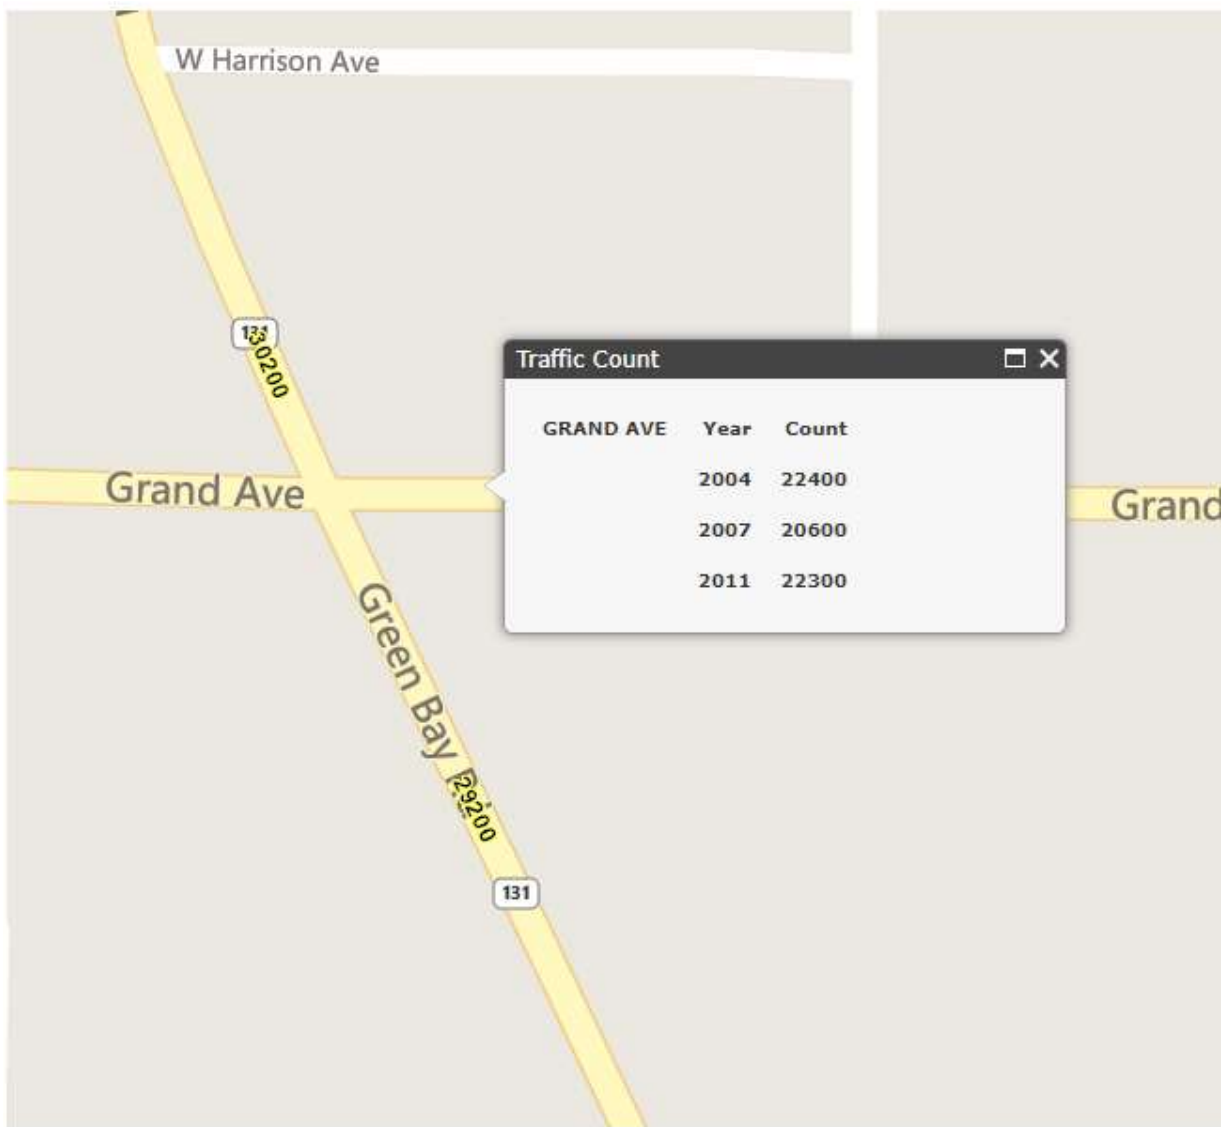 W Harrison Ave
131
30200
Traffic Count
GRAND AVE Year Count
2004 22400
2007 20600
2011 22300
Grand Ave
Grand
Green Bay
29200
131